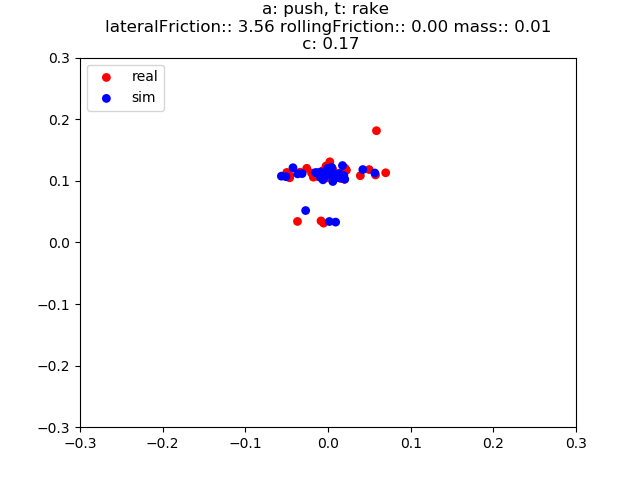 a: push, t: rake
lateralFriction:: 3.56 rollingFriction:: 0.00 mass:: 0.01
c: 0.17
real
sim
0.3
0.2
0.1
0.0
−0.1
−0.2
−0.3
−0.3 −0.2 −0.1 0.0 0.1 0.2 0.3